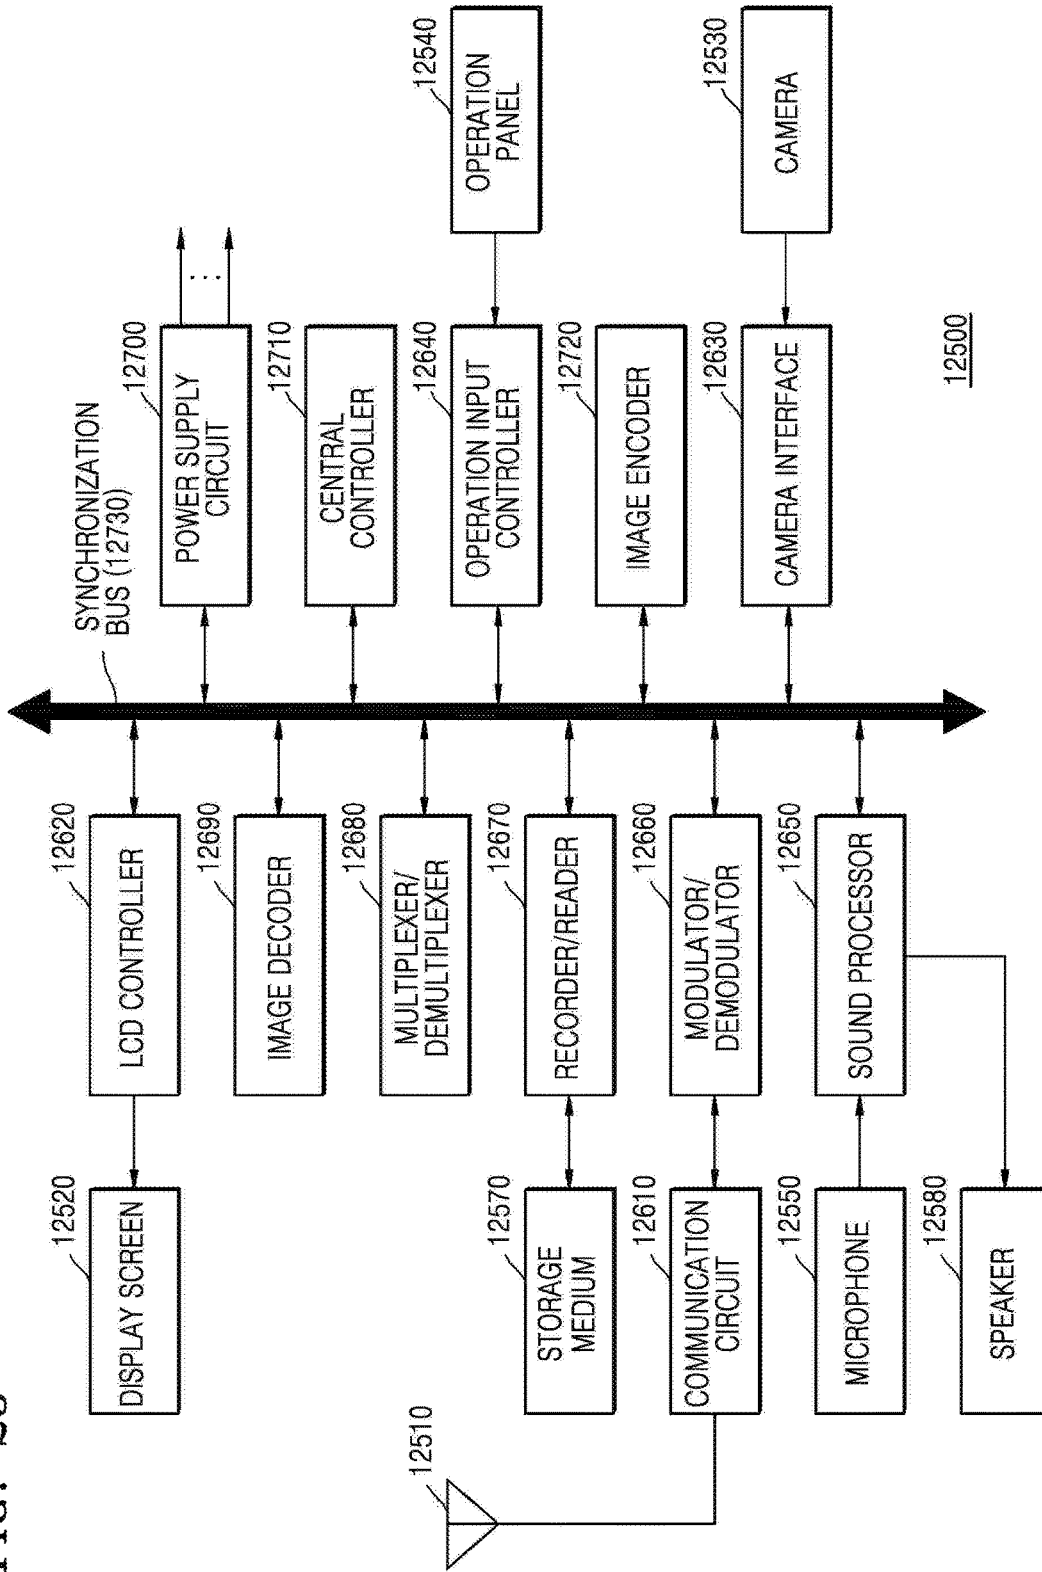 12510
12520
DISPLAY SCREEN
12570
STORAGE
MEDIUM
12610
COMMUNICATION
CIRCUIT
12550
MICROPHONE
12580
SPEAKER
12620
LCD CONTROLLER
12690
IMAGE DECODER
12680
MULTIPLEXER/
DEMULTIPLEXER
12670
RECORDER/READER
12660
MODULATOR/
DEMODULATOR
12650
SOUND PROCESSOR
SYNCHRONIZATION
BUS (12730)
12700
POWER SUPPLY
CIRCUIT
...
12710
CENTRAL
CONTROLLER
12640
OPERATION INPUT
CONTROLLER
12720
IMAGE ENCODER
12630
CAMERA INTERFACE
12540
OPERATION
PANEL
12530
CAMERA
12500